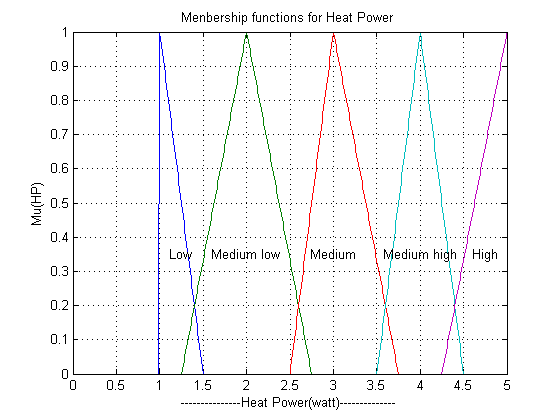 Menbership functions for Heat Power
1
0.9
0.8
0.7
0.6
0.5
0.4
0.3
0.2
0.1
0
Mu(HP)
Low Medium low Medium Medium high High
0 0.5 1 1.5 2 2.5 3 3.5 4 4.5 5
---------------Heat Power(watt)--------------